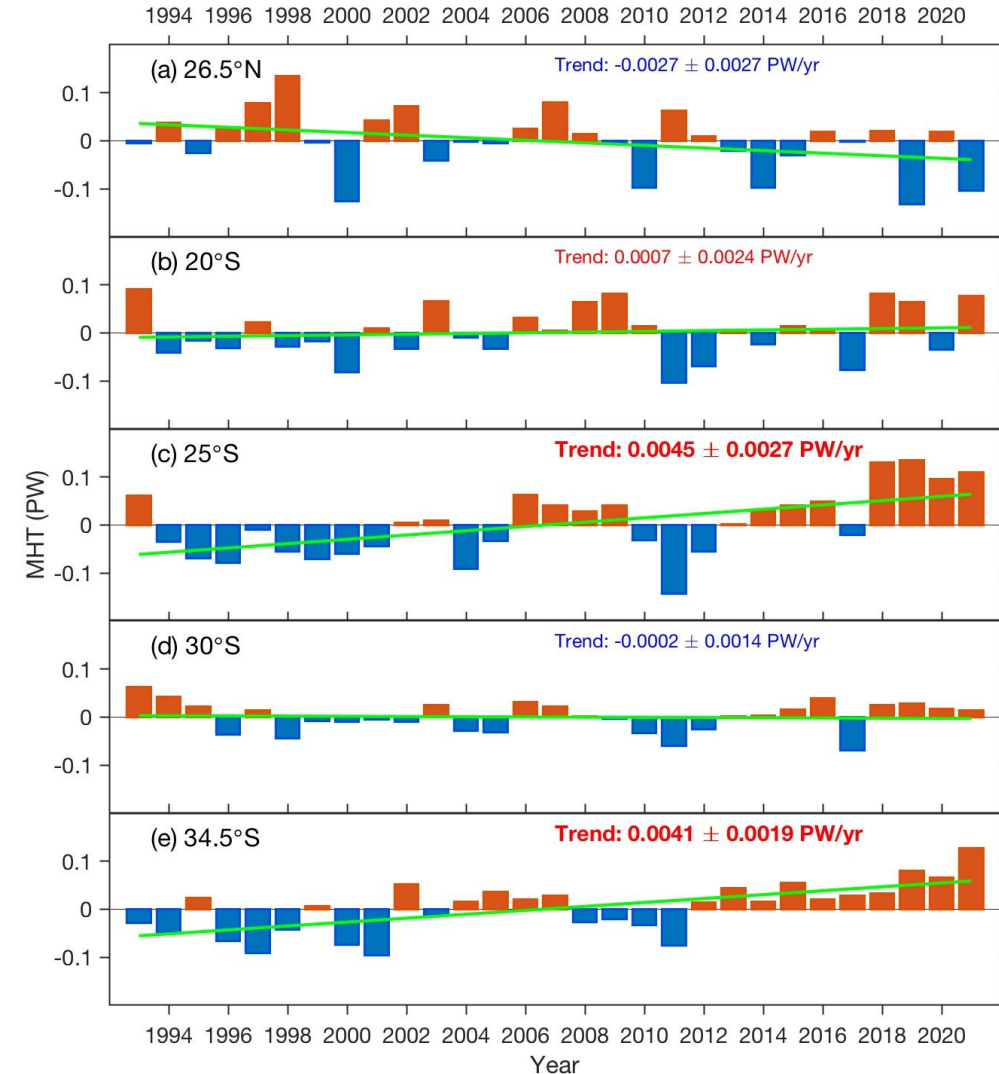 1994 1996 1998 2000 2002 2004 2006 2008 2010 2012 2014 2016 2018 2020
(a) 26.5°N
Trend: -0.0027 ± 0.0027 PW/yr
0.1
0
-0.1
(b) 20°S
Trend: 0.0007 ± 0.0024 PW/yr
0.1
0
-0.1
(c) 25°S
Trend: 0.0045 ± 0.0027 PW/yr
0.1
0
-0.1
MHT (PW)
(d) 30°S
Trend: -0.0002 ± 0.0014 PW/yr
0.1
0
-0.1
(e) 34.5°S
Trend: 0.0041 ± 0.0019 PW/yr
0.1
0
-0.1
1994 1996 1998 2000 2002 2004 2006 2008 2010 2012 2014 2016 2018 2020
Year